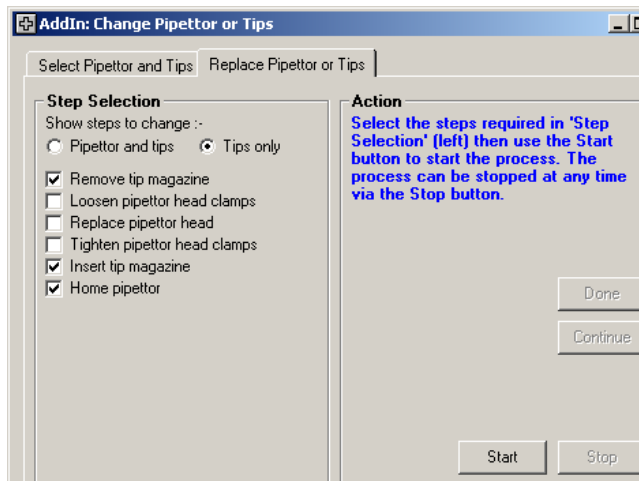 AddIn: Change Pipettor or Tips
Select Pipettor and Tips
Replace Pipettor or Tips
Step Selection
Show steps to change :-
Pipettor and tips
Tips only
Remove tip magazine
Loosen pipettor head clamps
Replace pipettor head
Tighten pipettor head clamps
Insert tip magazine
Home pipettor
Action
Select the steps required in 'Step
Selection' (left) then use the Start
button to start the process. The
process can be stopped at any time
via the Stop button.
Done
Continue
Start
Stop